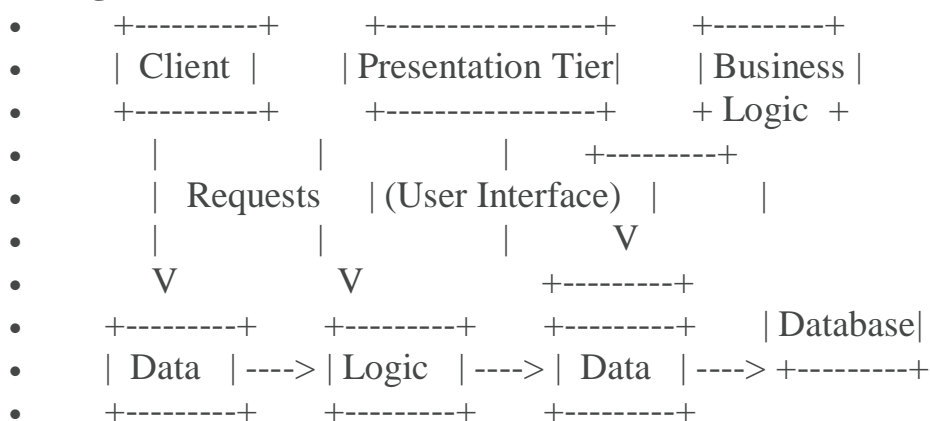 • +----------+ +-----------------+ +---------+
• | Client | | Presentation Tier| | Business |
• +----------+ +-----------------+ + Logic +
• | | | +---------+
• | Requests | (User Interface) | |
• | | | V
• V V +---------+
• +---------+ +---------+ +---------+ | Database|
• | Data | ----> | Logic | ----> | Data | ----> +---------+
• +---------+ +---------+ +---------+